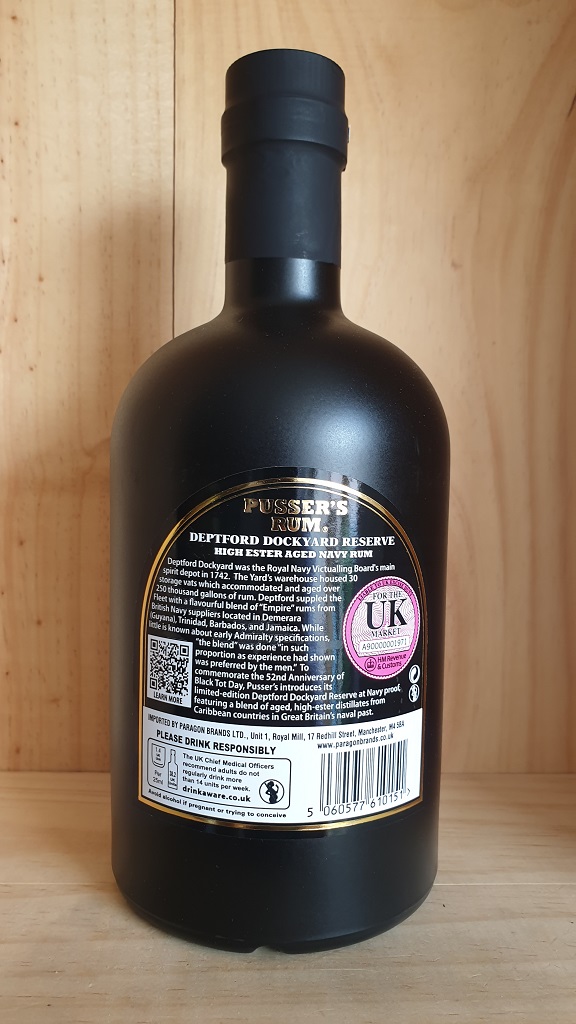 PUSSER'S
RUM®
DEPTFORD DOCKYARD RESERVE
HIGH ESTER AGED NAVY RUM
Deptford Dockyard was the Royal Navy Victualling Board's main
spirit depot in 1742. The Yard's warehouse housed 30
storage vats which accommodated and aged over
250 thousand gallons of rum. Deptford supplied the
Fleet with a flavourful blend of "Empire" rums from
British Navy suppliers located in Demerara
(Guyana), Trinidad, Barbados, and Jamaica. While
little is known about early Admiralty specifications,
"the blend" was done "in such
proportion as experience had shown
was preferred by the men." To
commemorate the 52nd Anniversary of
Black Tot Day, Pusser's introduces its
limited-edition Deptford Dockyard Reserve at Navy proof,
featuring a blend of aged, high-ester distillates from
Caribbean countries in Great Britain's naval past.
LEARN MORE
FOR THE
UK
MARKET
A90000001971
HM Revenue
& Customs
IMPORTED BY PARAGON BRANDS LTD., Unit 1, Royal Mill, 17 Redhill Street, Manchester, M4 5BA
www.paragonbrands.co.uk
PLEASE DRINK RESPONSIBLY
1.4
Per
25ml
38.2
The UK Chief Medical Officers
recommend adults do not
regularly drink more
than 14 units per week.
drinkaware.co.uk
Avoid alcohol if pregnant or trying to conceive
5 060577 610151 >